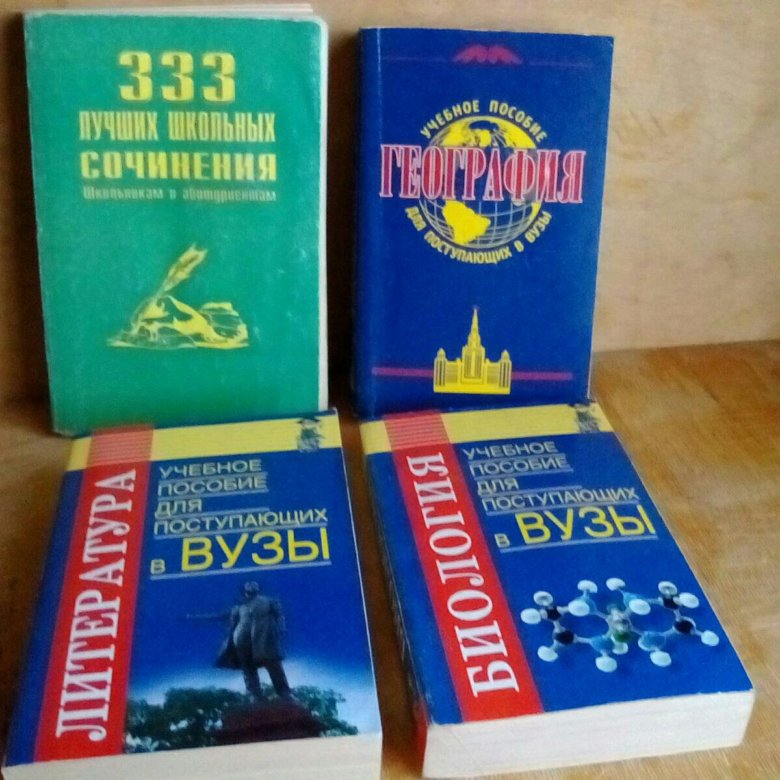 333
ЛУЧШИХ ШКОЛЬНЫХ
СОЧИНЕНИЯ
Школьникам и абитуриентам
УЧЕБНОЕ ПОСОБИЕ
ГЕОГРАФИЯ
ДЛЯ ПОСТУПАЮЩИХ В ВУЗЫ
ЛИТЕРАТУРА
УЧЕБНОЕ
ПОСОБИЕ
ДЛЯ
ПОСТУПАЮЩИХ
в ВУЗЫ
БИОЛОГИЯ
УЧЕБНОЕ
ПОСОБИЕ
ДЛЯ
ПОСТУПАЮЩИХ
в ВУЗЫ